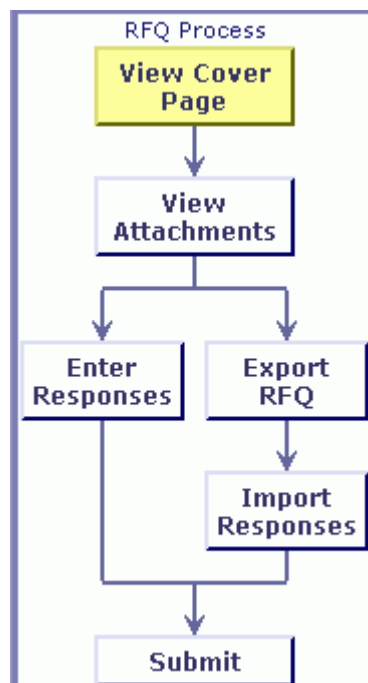 RFQ Process
View Cover
Page
View
Attachments
Enter
Responses
Export
RFQ
Import
Responses
Submit